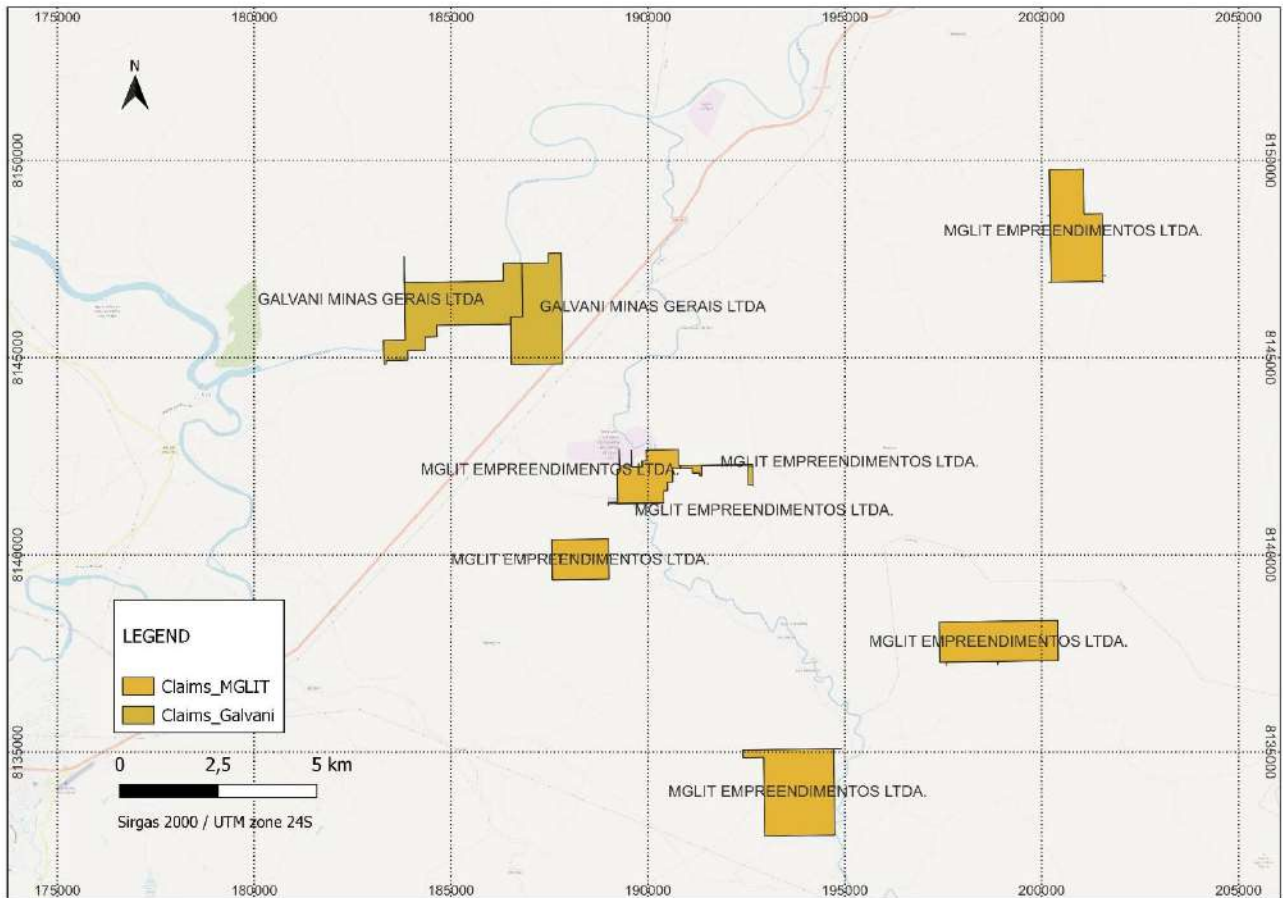 175000 180000 185000 190000 195000 200000 205000
N
8150000 8150000
MGLIT EMPREENDIMENTOS LTDA.
GALVANI MINAS GERAIS LTDA
GALVANI MINAS GERAIS LTDA
8145000 8145000
MGLIT EMPREENDIMENTOS LTDA.
MGLIT EMPREENDIMENTOS LTDA.
MGLIT EMPREENDIMENTOS LTDA.
MGLIT EMPREENDIMENTOS LTDA.
8140000 8140000
MGLIT EMPREENDIMENTOS LTDA.
LEGEND
Claims_MGLIT
Claims_Galvani
8135000 8135000
0 2,5 5 km
MGLIT EMPREENDIMENTOS LTDA.
Sirgas 2000 / UTM zone 24S
175000 180000 185000 190000 195000 200000 205000